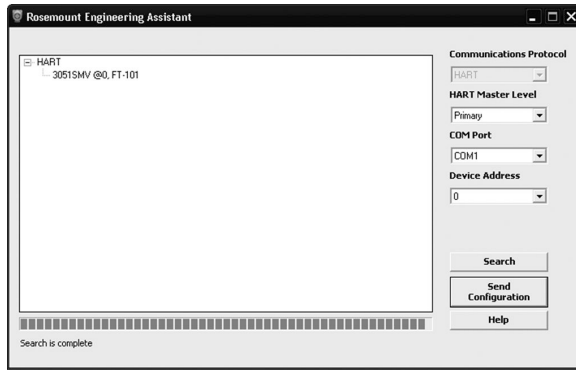 Rosemount Engineering Assistant
HART
3051SMV @0, FT-101
Communications Protocol
HART
HART Master Level
Primary
COM Port
COM1
Device Address
0
Search
Send
Configuration
Help
Search is complete